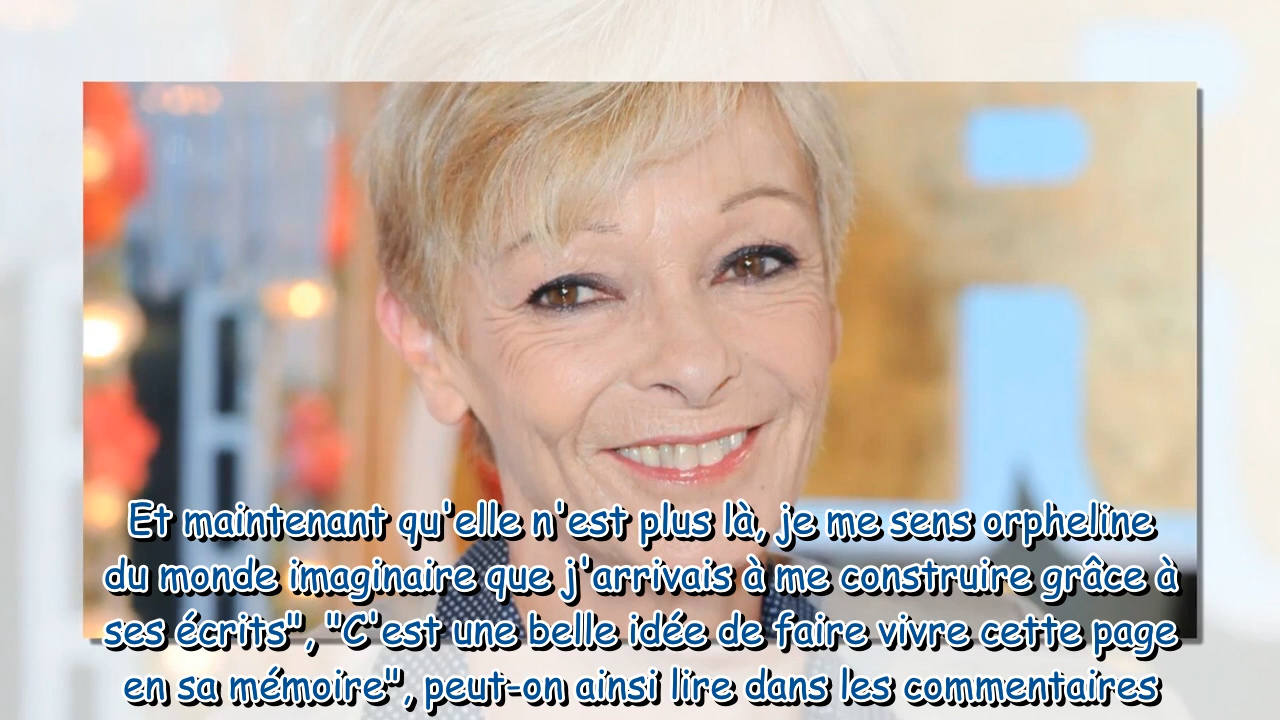 Et maintenant qu'elle n'est plus là, je me sens orpheline
du monde imaginaire que j'arrivais à me construire grâce à
ses écrits", "C'est une belle idée de faire vivre cette page
en sa mémoire", peut-on ainsi lire dans les commentaires